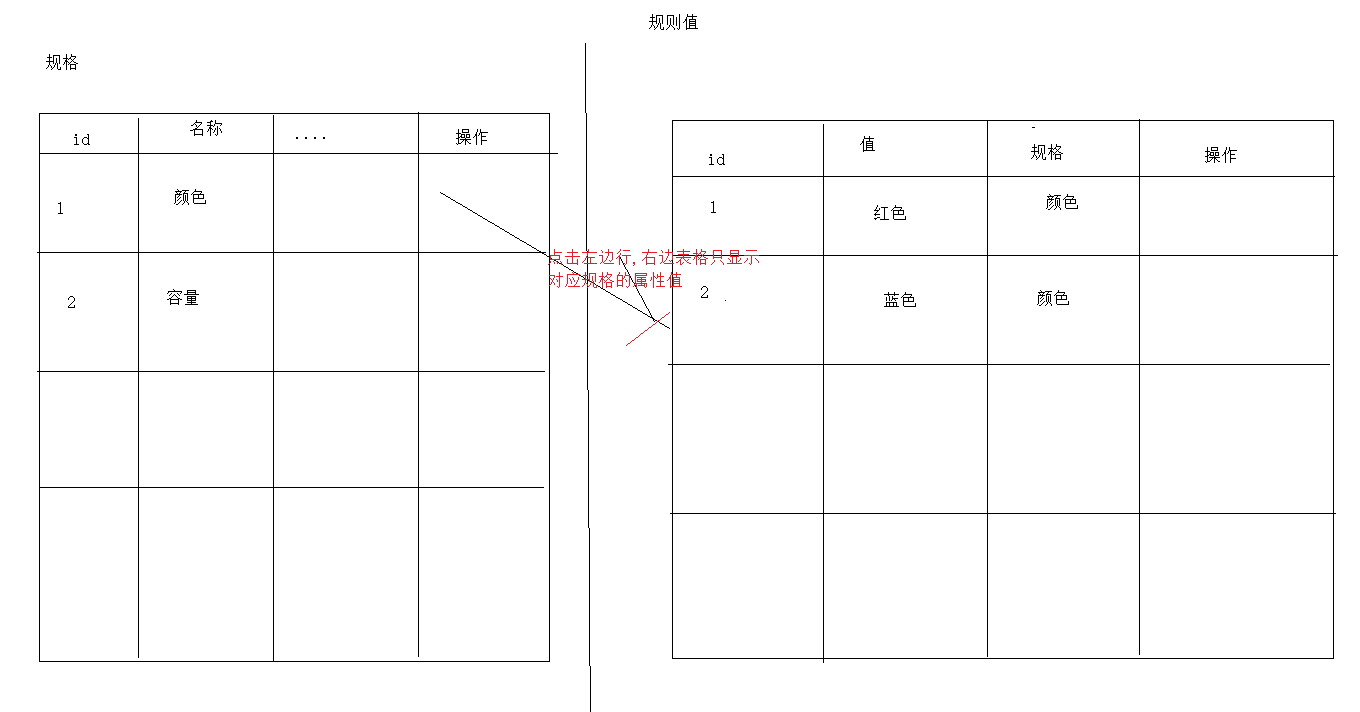 规则值
规格
id 名称 .... 操作
1 颜色
2 容量
点击左边行,右边表格只显示
对应规格的属性值
id 值 规格 操作
1 红色 颜色
2 蓝色 颜色